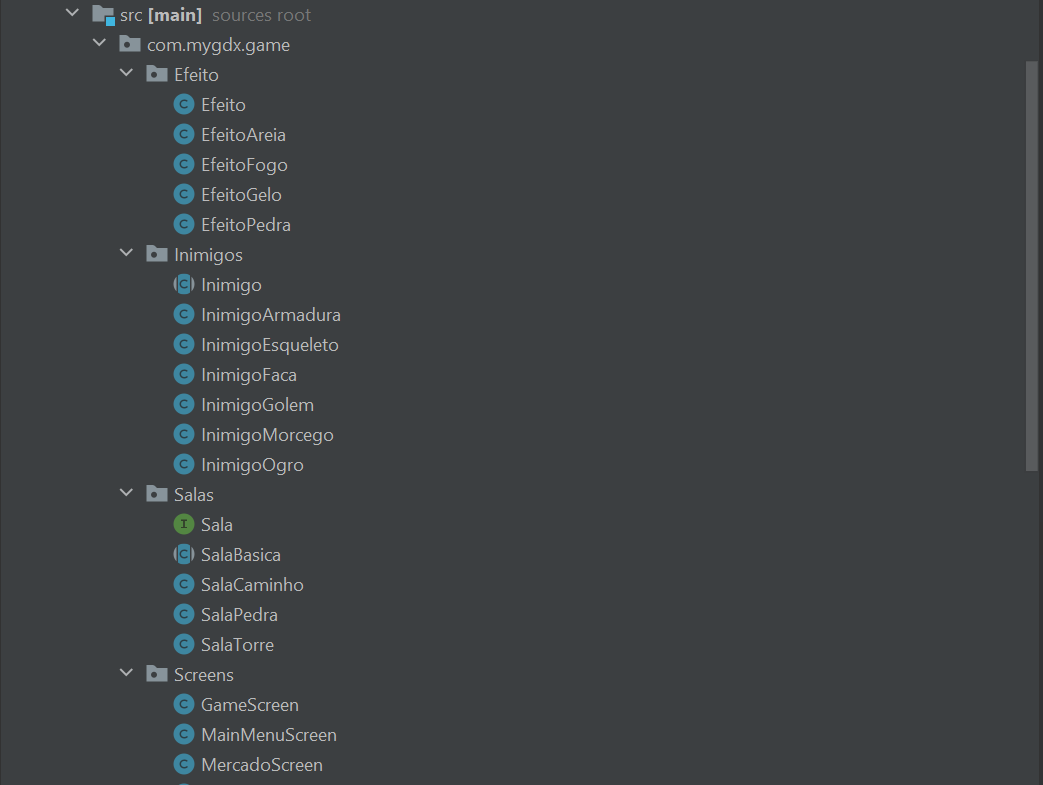 src [main] sources root
com.mygdx.game
Efeito
C Efeito
C EfeitoAreia
C EfeitoFogo
C EfeitoGelo
C EfeitoPedra
Inimigos
C Inimigo
C InimigoArmadura
C InimigoEsqueleto
C InimigoFaca
C InimigoGolem
C InimigoMorcego
C InimigoOgro
Salas
I Sala
C SalaBasica
C SalaCaminho
C SalaPedra
C SalaTorre
Screens
C GameScreen
C MainMenuScreen
C MercadoScreen